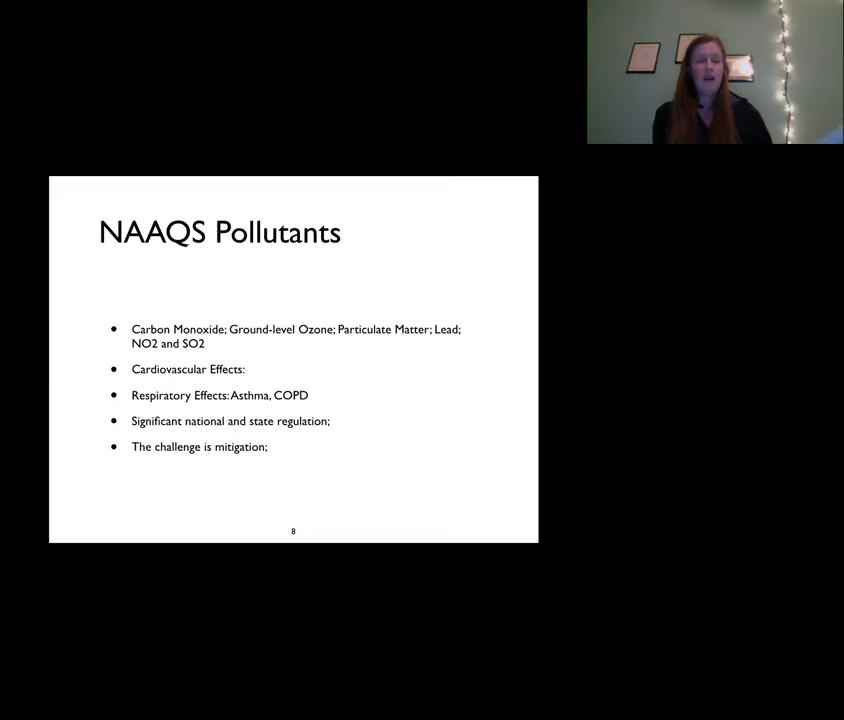 NAAQS Pollutants
• Carbon Monoxide; Ground-level Ozone; Particulate Matter; Lead;
NO2 and SO2
• Cardiovascular Effects:
• Respiratory Effects: Asthma, COPD
• Significant national and state regulation;
• The challenge is mitigation;
8